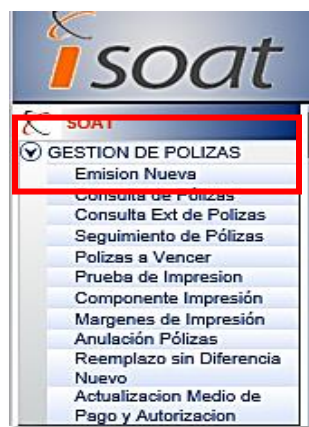 isoat
SOAT
GESTION DE POLIZAS
Emision Nueva
Consulta de Pólizas
Consulta Ext de Polizas
Seguimiento de Pólizas
Polizas a Vencer
Prueba de Impresion
Componente Impresión
Margenes de Impresión
Anulación Pólizas
Reemplazo sin Diferencia
Nuevo
Actualizacion Medio de
Pago y Autorizacion